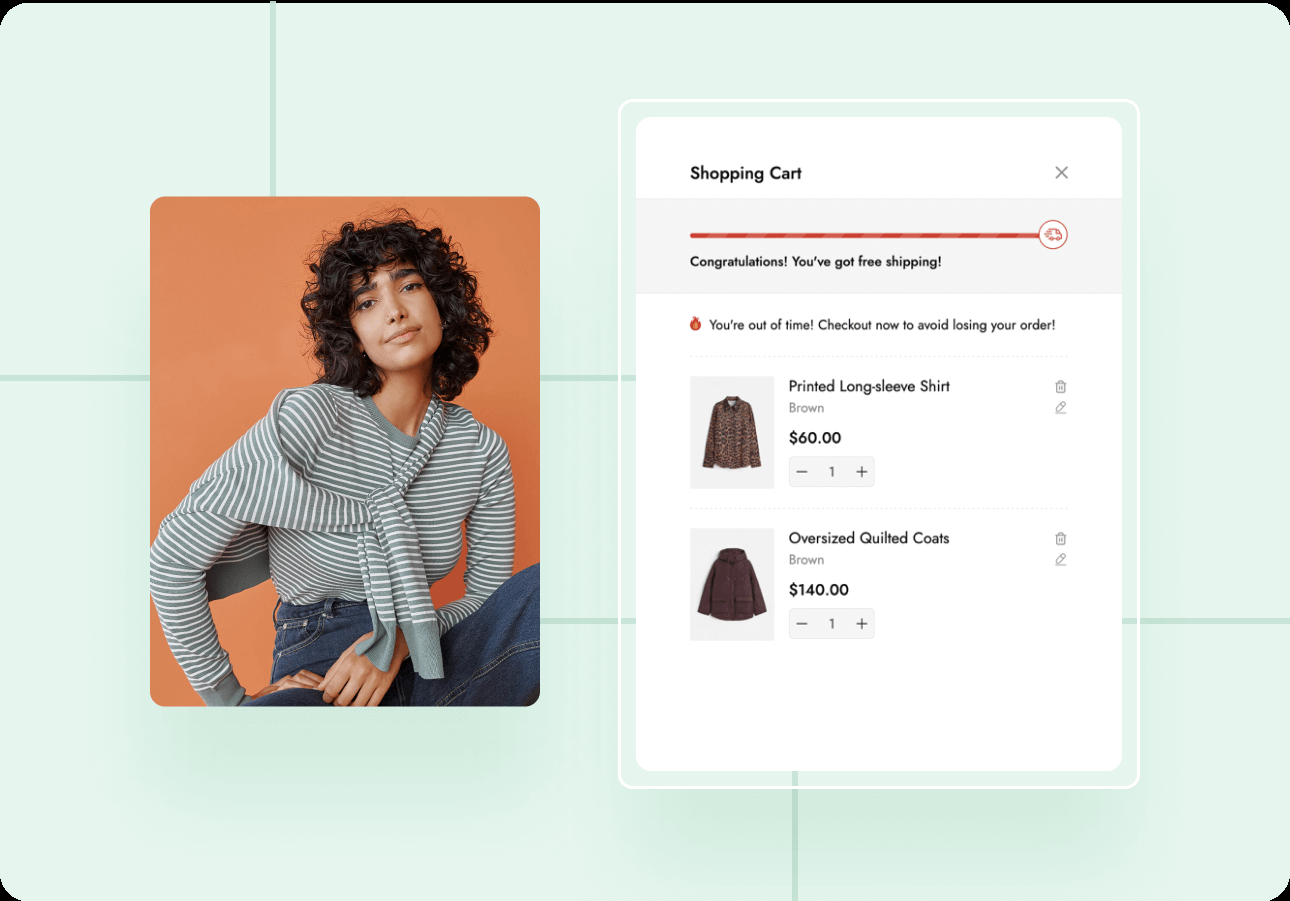 Shopping Cart
Congratulations! You've got free shipping!
You're out of time! Checkout now to avoid losing your order!
Printed Long-sleeve Shirt
Brown
$60.00
1
Oversized Quilted Coats
Brown
$140.00
1